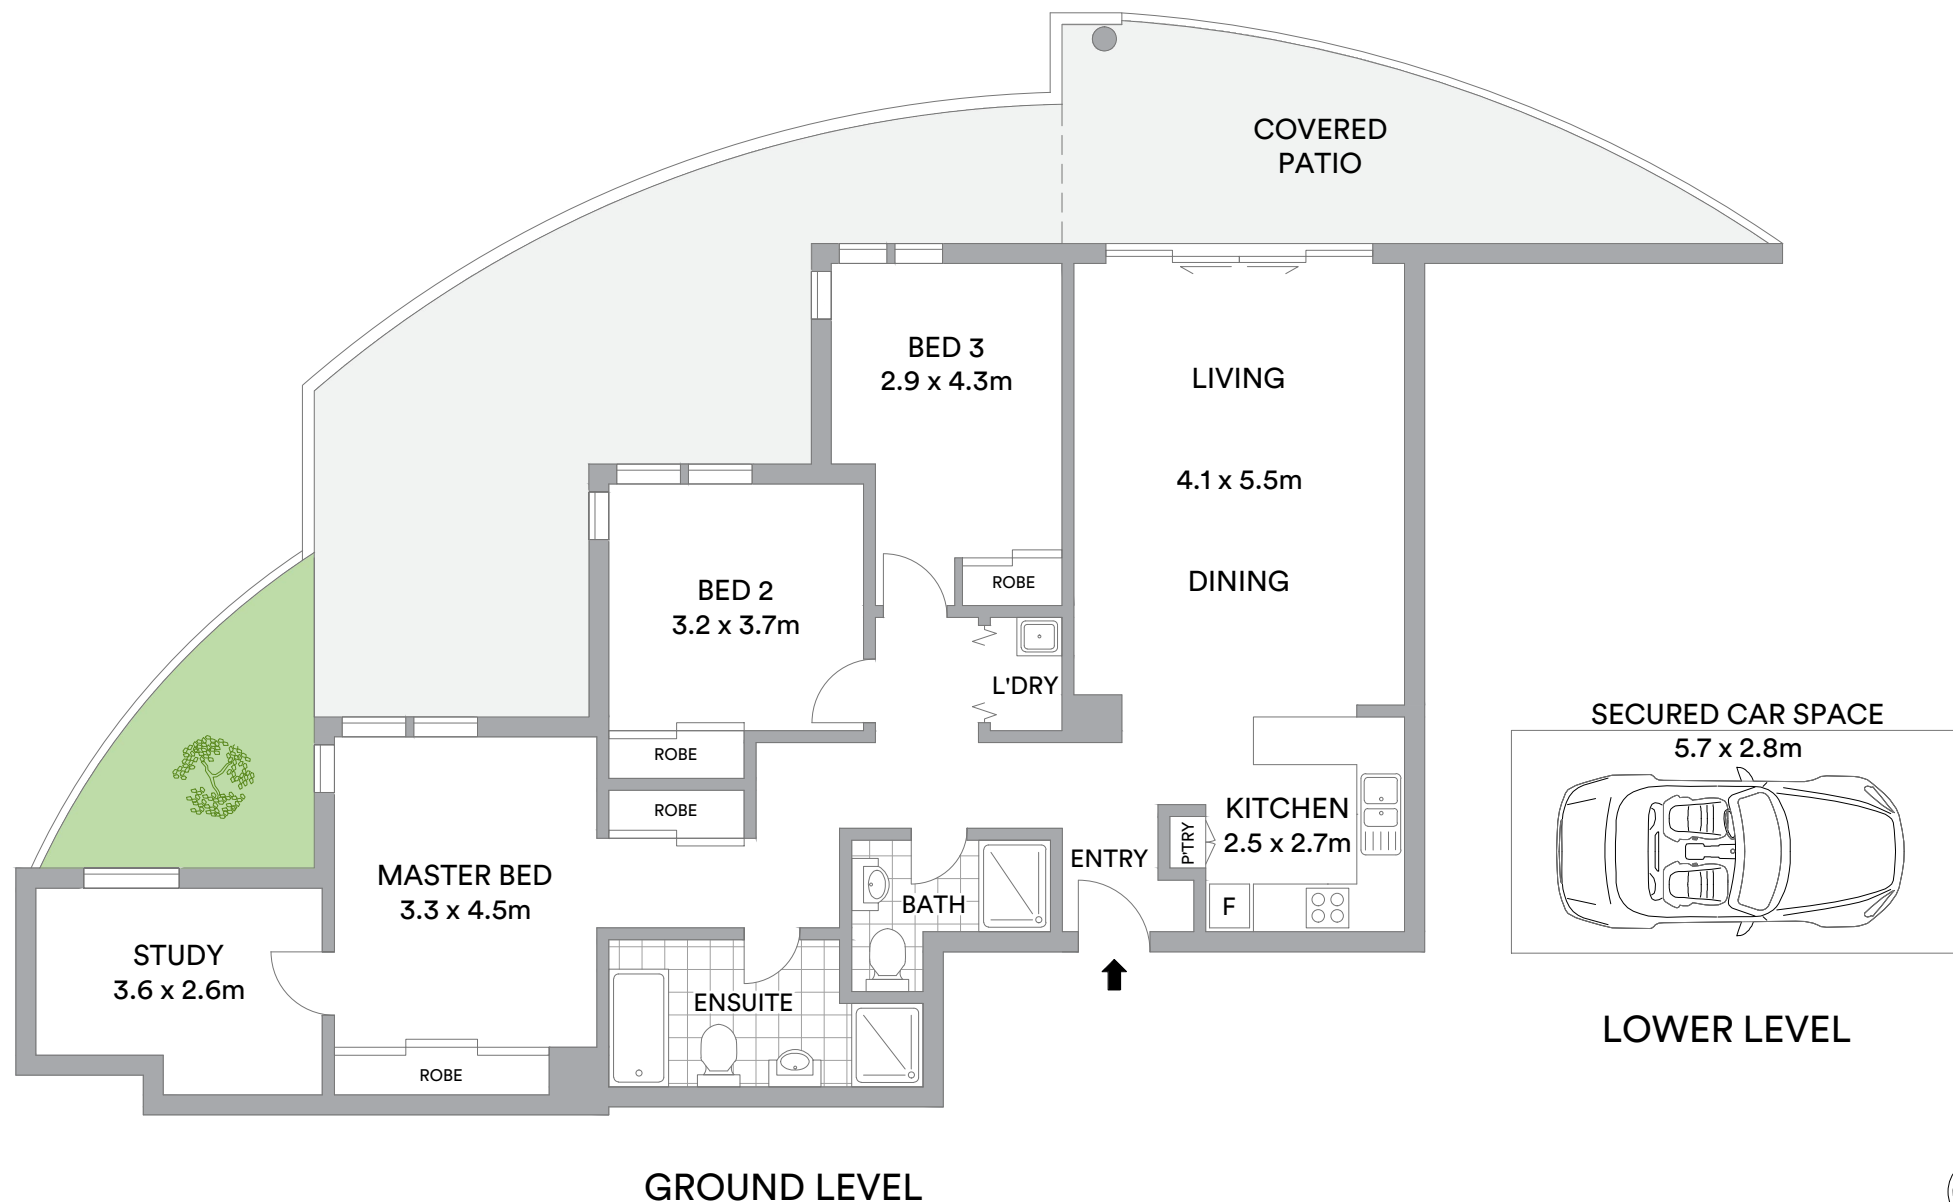 COVERED
PATIO
BED 3
2.9 x 4.3m
LIVING
4.1 x 5.5m
DINING
BED 2
3.2 x 3.7m
ROBE
L'DRY
ROBE
ROBE
SECURED CAR SPACE
5.7 x 2.8m
KITCHEN
2.5 x 2.7m
P'TRY
ENTRY
MASTER BED
3.3 x 4.5m
BATH
F
STUDY
3.6 x 2.6m
ENSUITE
ROBE
LOWER LEVEL
GROUND LEVEL